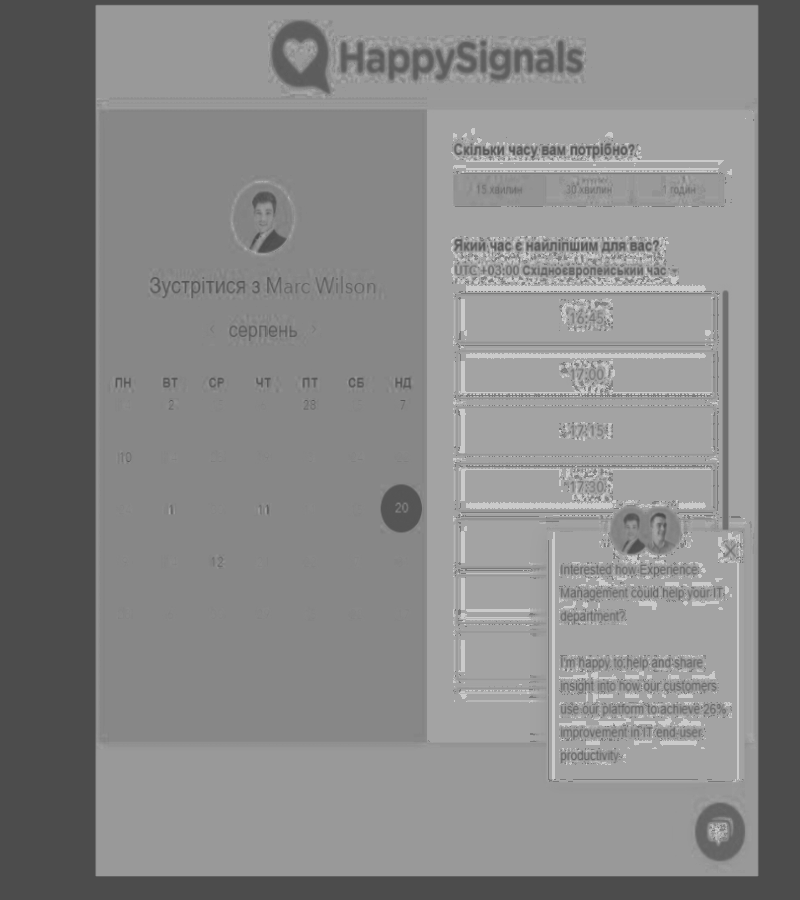 HappySignals
Зустрітися з Marc Wilson
серпень
ПН ВТ СР ЧТ ПТ СБ НД
2 28 7
10
1 11 20
12
Скільки часу вам потрібно?
15 хвилин 30 хвилин 1 годин
Який час є найліпшим для вас?
UTC +03:00 Східноєвропейський час
16:45
17:00
17:15
17:30
Interested how Experience
Management could help your IT
department?
I'm happy to help and share
insight into how our customers
use our platform to achieve 26%
improvement in IT end-user
productivity